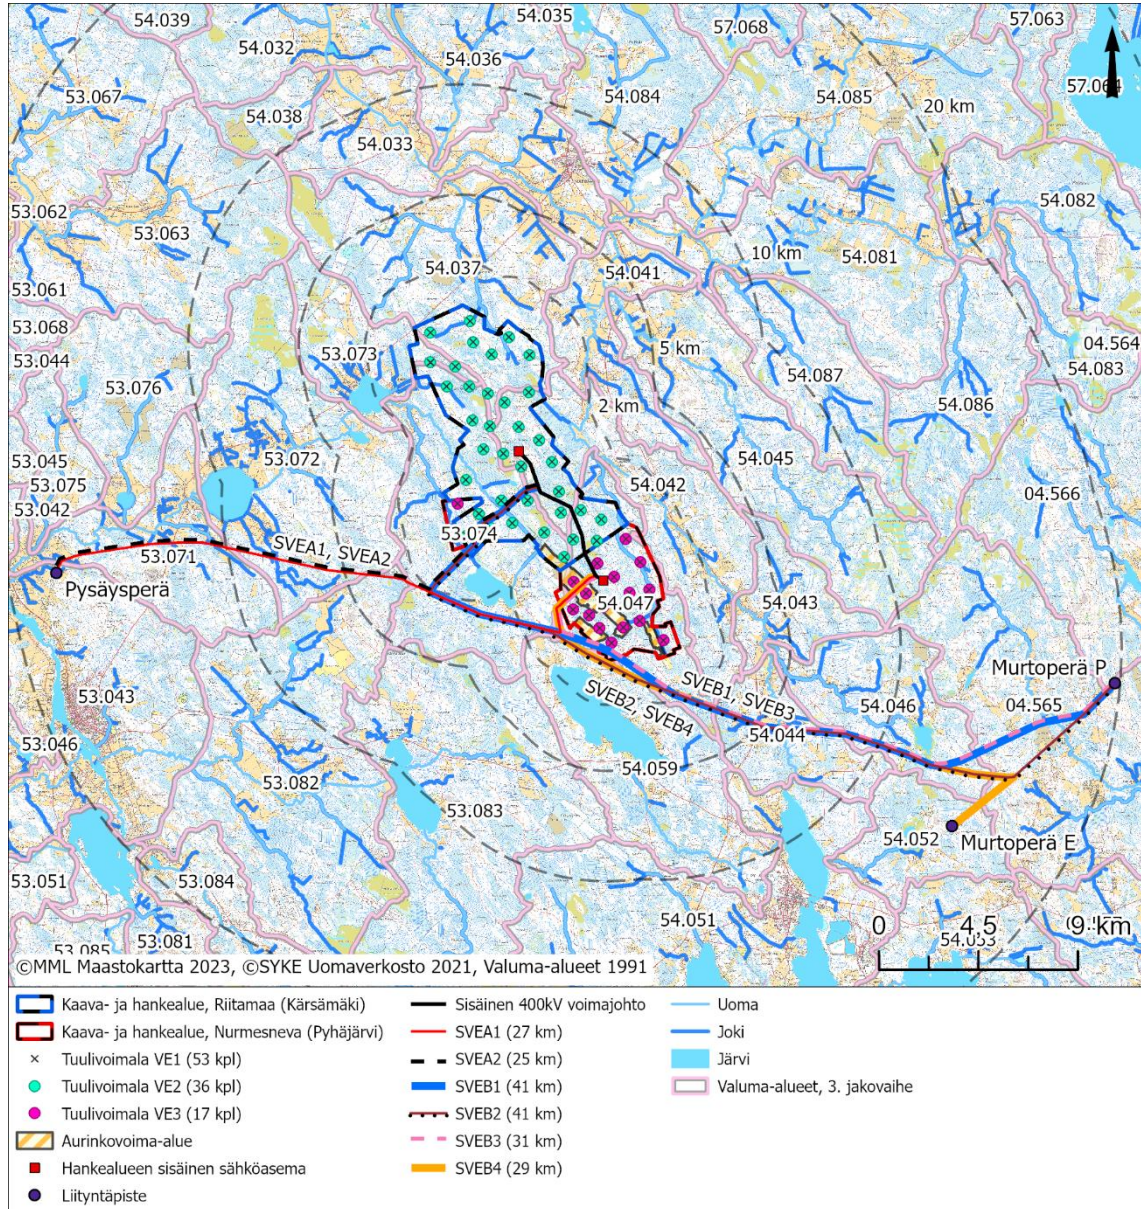 54.039
54.035
57.063
54.032
57.068
54.036
53.067
54.084
54.085
57.064
54.038
20 km
54.033
53.062
54.082
53.063
10 km
54.081
54.037
54.041
53.061
53.068
5 km
04.564
53.044
53.073
54.083
53.076
54.087
2 km
54.086
53.045
53.072
54.045
53.075
54.042
04.566
53.042
53.074
53.071
SVEA1, SVEA2
Pysäysperä
54.047
54.043
Murtoperä P
53.043
SVEB1, SVEB3
04.565
SVEB2, SVEB4
54.046
53.046
54.044
54.059
53.082
53.083
54.052
Murtoperä E
53.051
53.084
54.051
0 4.5 9 km
53.085
53.081
54.053
©MML Maastokartta 2023, ©SYKE Uomaverkosto 2021, Valuma-alueet 1991
Kaava- ja hankealue, Riitamaa (Kärsämäki)
Kaava- ja hankealue, Nurmesneva (Pyhäjärvi)
Tuulivoimala VE1 (53 kpl)
Tuulivoimala VE2 (36 kpl)
Tuulivoimala VE3 (17 kpl)
Aurinkovoima-alue
Hankealueen sisäinen sähköasema
Liityntäpiste
Sisäinen 400kV voimajohto
SVEA1 (27 km)
SVEA2 (25 km)
SVEB1 (41 km)
SVEB2 (41 km)
SVEB3 (31 km)
SVEB4 (29 km)
Uoma
Joki
Järvi
Valuma-alueet, 3. jakovaihe